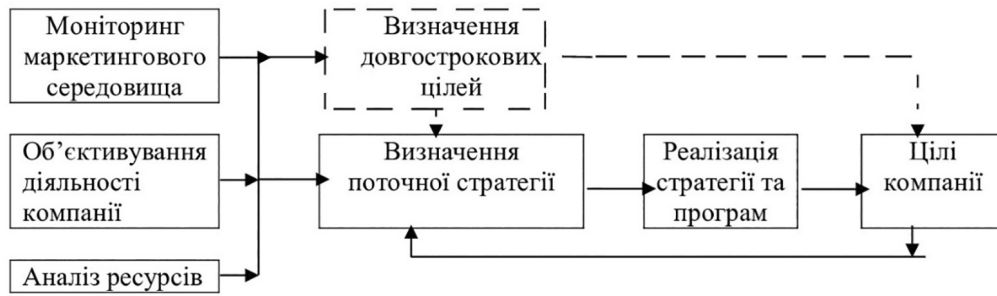 Моніторинг
маркетингового
середовища
Визначення
довгострокових
цілей
Об’єктивування
діяльності
компанії
Визначення
поточної стратегії
Реалізація
стратегії та
програм
Цілі
компанії
Аналіз ресурсів